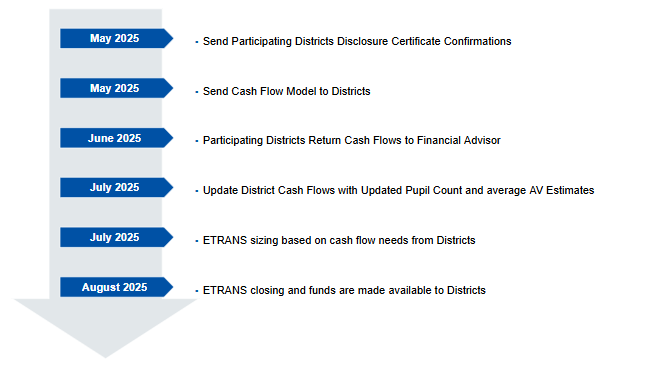 May 2025
• Send Participating Districts Disclosure Certificate Confirmations
May 2025
• Send Cash Flow Model to Districts
June 2025
• Participating Districts Return Cash Flows to Financial Advisor
July 2025
• Update District Cash Flows with Updated Pupil Count and average AV Estimates
July 2025
• ETRANS sizing based on cash flow needs from Districts
August 2025
• ETRANS closing and funds are made available to Districts